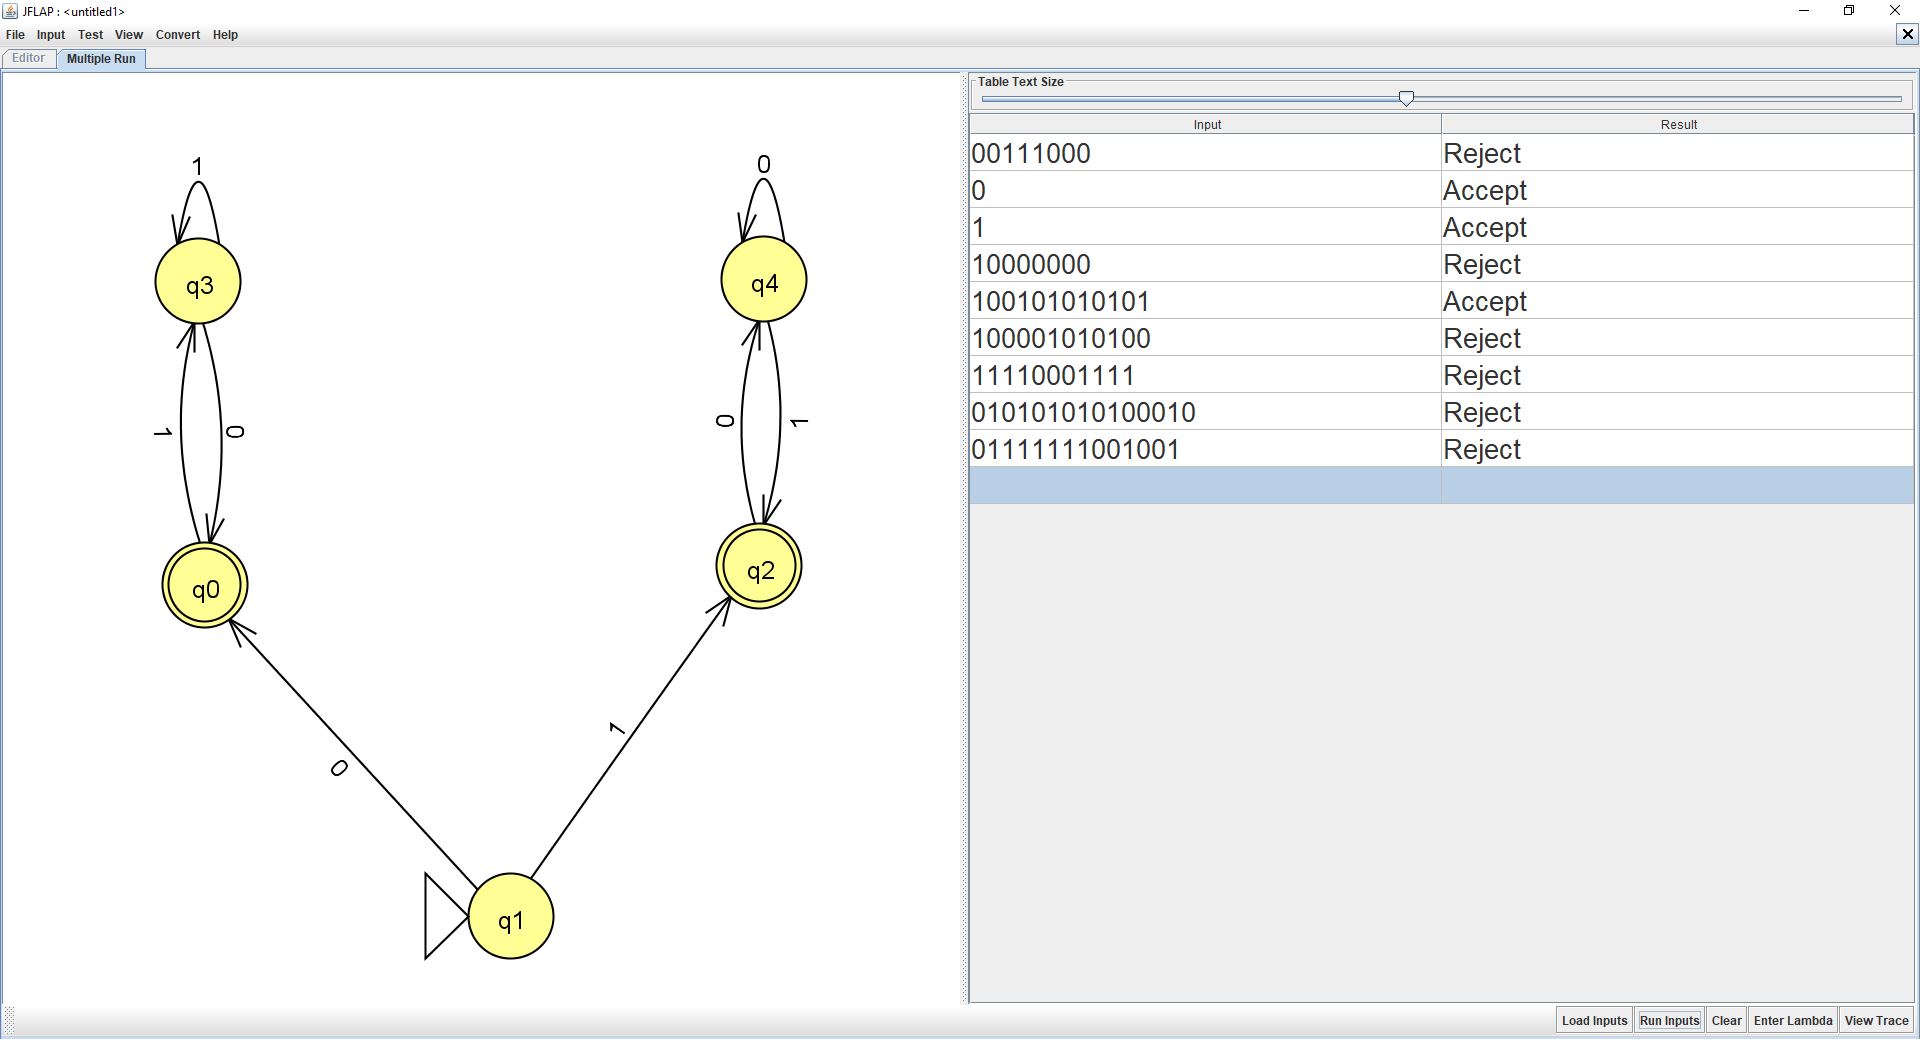 JFLAP : <untitled1>
File Input Test View Convert Help
Editor Multiple Run
Table Text Size
Input Result
00111000 Reject
0 Accept
1 Accept
10000000 Reject
100101010101 Accept
100001010100 Reject
11110001111 Reject
010101010100010 Reject
01111111001001 Reject
1 0
q3 q4
1 0 0 1
q0 q2
0 1
q1
Load Inputs Run Inputs Clear Enter Lambda View Trace